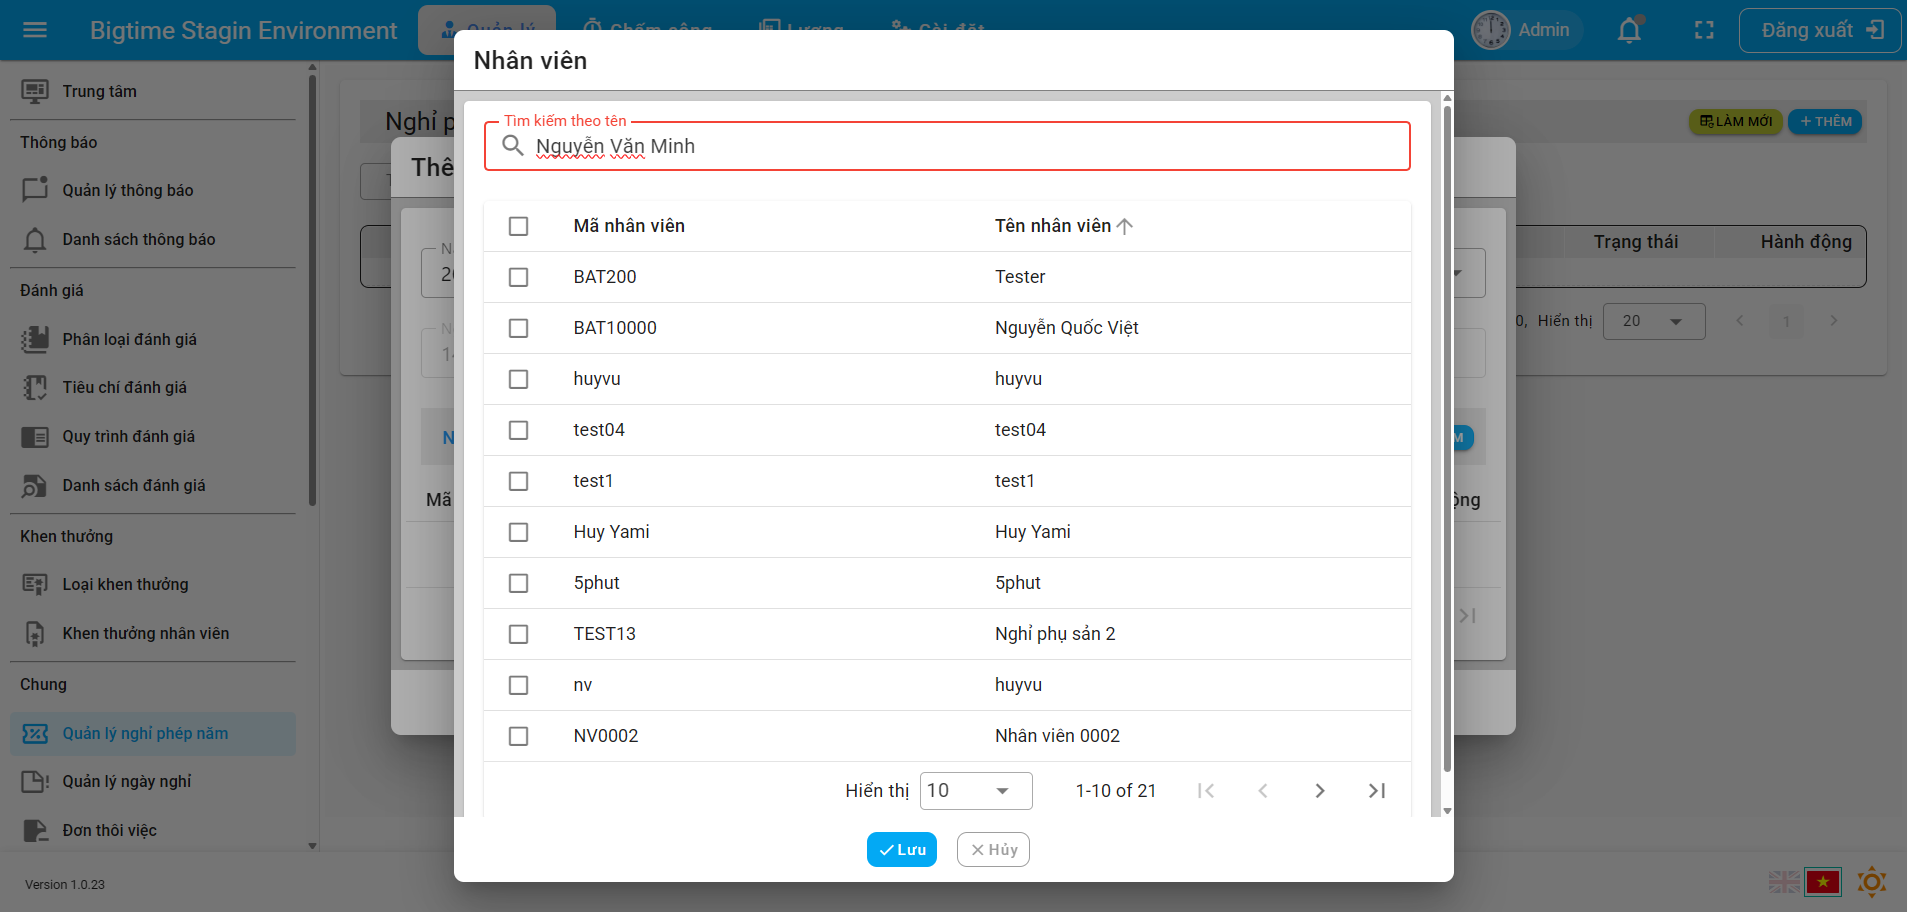 Bigtime Stagin Environment
Quản lý
Chấm công
Lương
Cài đặt
Admin
Đăng xuất
Trung tâm
Thông báo
Quản lý thông báo
Danh sách thông báo
Đánh giá
Phân loại đánh giá
Tiêu chí đánh giá
Quy trình đánh giá
Danh sách đánh giá
Khen thưởng
Loại khen thưởng
Khen thưởng nhân viên
Chung
Quản lý nghỉ phép năm
Quản lý ngày nghỉ
Đơn thôi việc
Version 1.0.23
Nghỉ p
LÀM MỚI
THÊM
Trạng thái
Hành động
0, Hiển thị
20
1
Thê
Mã
ộng
Nhân viên
Tìm kiếm theo tên
Nguyễn Văn Minh
Mã nhân viên
Tên nhân viên
BAT200
Tester
BAT10000
Nguyễn Quốc Việt
huyvu
huyvu
test04
test04
test1
test1
Huy Yami
Huy Yami
5phut
5phut
TEST13
Nghỉ phụ sản 2
nv
huyvu
NV0002
Nhân viên 0002
Hiển thị
10
1-10 of 21
Lưu
Hủy